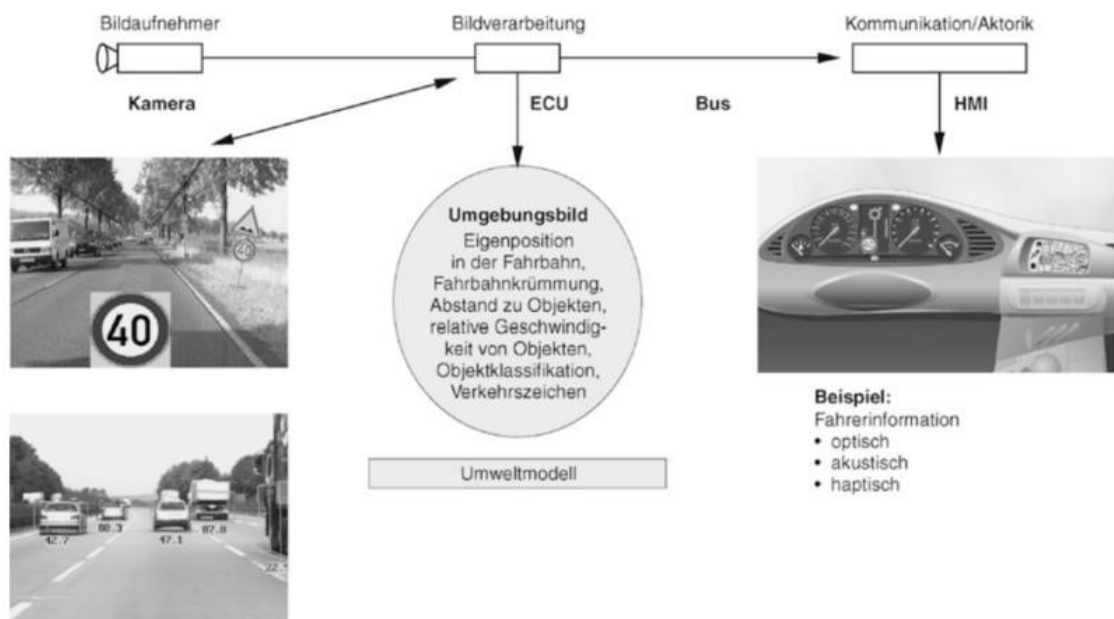 Bildaufnehmer
Bildverarbeitung
Kommunikation/Aktorik
Kamera
ECU
Bus
HMI
40
40
Umgebungsbild
Eigenposition
in der Fahrbahn,
Fahrbahnkrümmung,
Abstand zu Objekten,
relative Geschwindig-
keit von Objekten,
Objektklassifikation,
Verkehrszeichen
Beispiel:
Fahrerinformation
• optisch
• akustisch
• haptisch
Umweltmodell
42.7
80.3
47.1
87.8